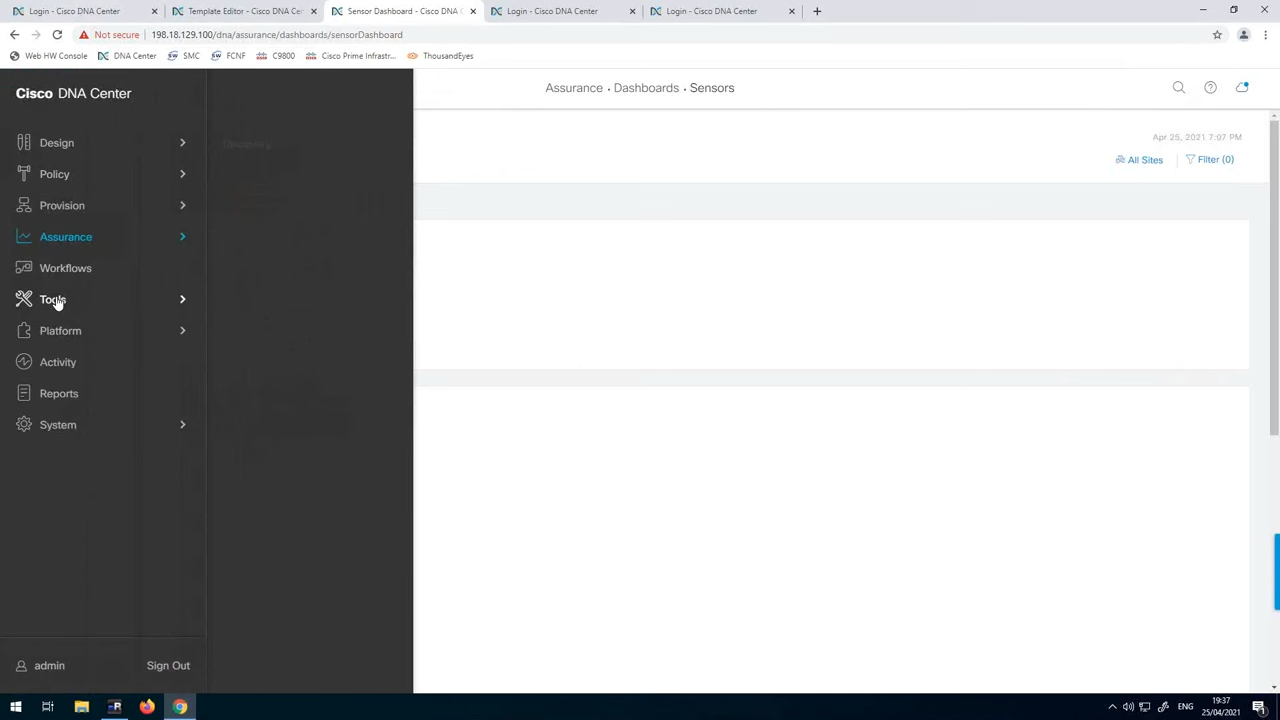 Login - Cisco DNA Center
Template Editor - Cisco DNA Cen
Sensor Dashboard - Cisco DNA C
Login - Cisco DNA Center
Login - Cisco DNA Center
Not secure
198.18.129.100/dna/assurance/dashboards/sensorDashboard
Web HW Console
DNA Center
SMC
FCNF
C9800
Cisco Prime Infrastr...
ThousandEyes
Cisco DNA Center
Assurance • Dashboards • Sensors
Design
Policy
Provision
Assurance
Workflows
Tools
Platform
Activity
Reports
System
Discovery
Apr 25, 2021 7:07 PM
All Sites
Filter (0)
admin
Sign Out
ENG
19:37
25/04/2021